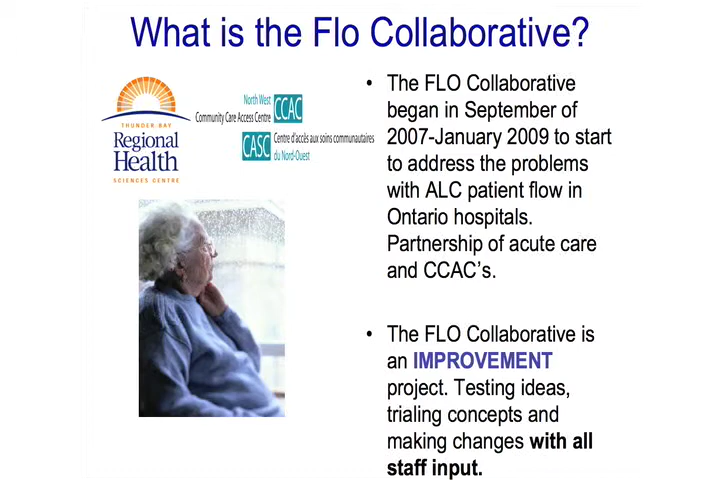 What is the Flo Collaborative?
THUNDER BAY
Regional
Health
SCIENCES CENTRE
North West
Community Care Access Centre
CCAC
CASC
Centre d'accès aux soins communautaires
du Nord-Ouest
• The FLO Collaborative
began in September of
2007-January 2009 to start
to address the problems
with ALC patient flow in
Ontario hospitals.
Partnership of acute care
and CCAC's.
• The FLO Collaborative is
an IMPROVEMENT
project. Testing ideas,
trialing concepts and
making changes with all
staff input.